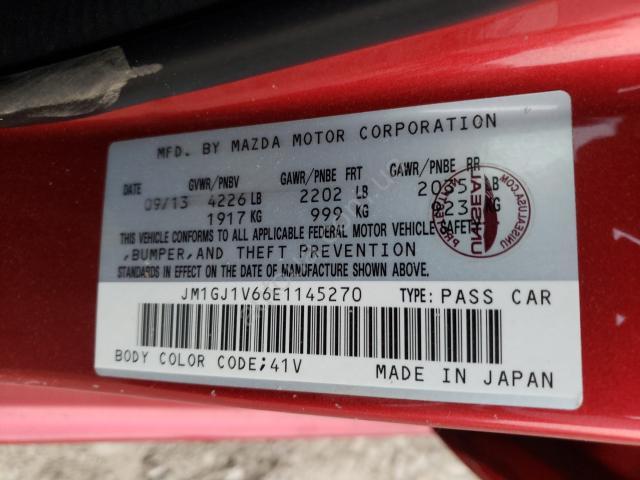 MFD. BY MAZDA MOTOR CORPORATION
DATE GVWR/PNBV GAWR/PNBE FRT GAWR/PNBE RR
09/13 4226 LB 2202 LB LB
1917 KG 999 KG KG
THIS VEHICLE CONFORMS TO ALL APPLICABLE FEDERAL MOTOR VEHICLE SAFETY
,BUMPER,AND THEFT PREVENTION
STANDARDS IN EFFECT ON THE DATE OF MANUFACTURE SHOWN ABOVE.
JM1GJ1V66E1145270 TYPE: PASS CAR
BODY COLOR CODE;41V
MADE IN JAPAN